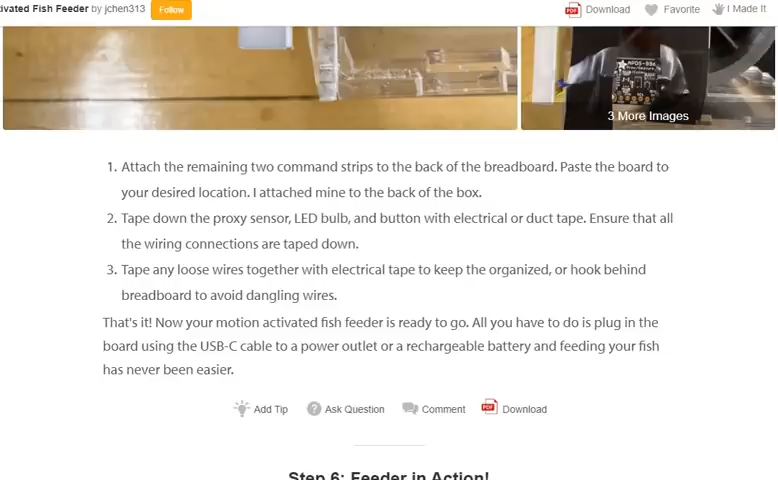 tivated Fish Feeder by jchen313 Follow Download Favorite I Made It
APDS-996
3 More Images
1. Attach the remaining two command strips to the back of the breadboard. Paste the board to
your desired location. I attached mine to the back of the box.
2. Tape down the proxy sensor, LED bulb, and button with electrical or duct tape. Ensure that all
the wiring connections are taped down.
3. Tape any loose wires together with electrical tape to keep the organized, or hook behind
breadboard to avoid dangling wires.
That's it! Now your motion activated fish feeder is ready to go. All you have to do is plug in the
board using the USB-C cable to a power outlet or a rechargeable battery and feeding your fish
has never been easier.
Add Tip Ask Question Comment Download
Step 6: Feeder in Action!